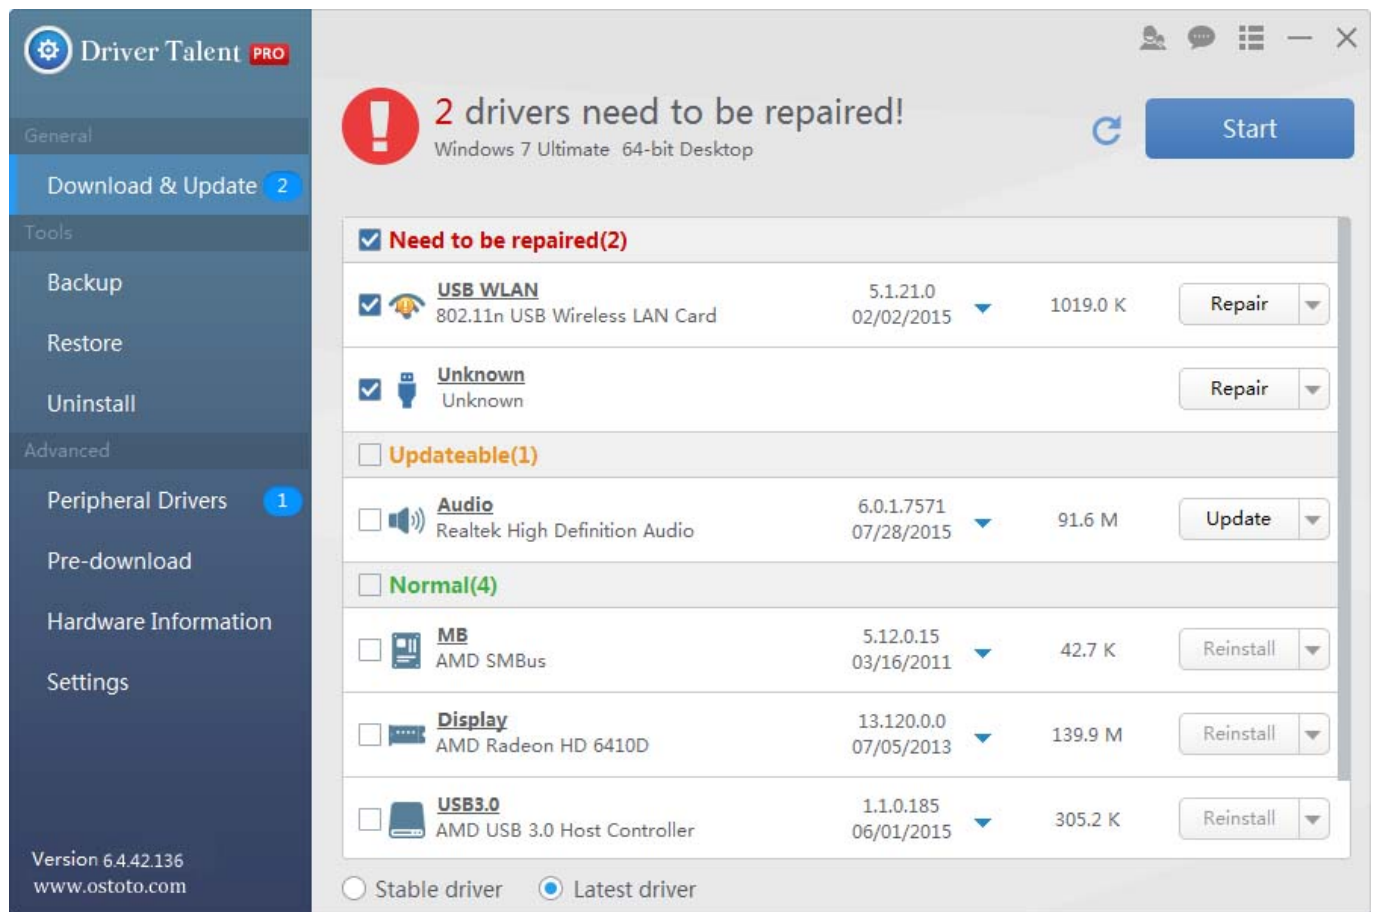 Driver Talent PRO
General
Download & Update 2
Tools
Backup
Restore
Uninstall
Advanced
Peripheral Drivers 1
Pre-download
Hardware Information
Settings
Version 6.4.42.136
www.ostoto.com
2 drivers need to be repaired!
Windows 7 Ultimate 64-bit Desktop
Start
Need to be repaired(2)
USB WLAN
802.11n USB Wireless LAN Card
5.1.21.0
02/02/2015
1019.0 K
Repair
Unknown
Unknown
Repair
Updateable(1)
Audio
Realtek High Definition Audio
6.0.1.7571
07/28/2015
91.6 M
Update
Normal(4)
MB
AMD SMBus
5.12.0.15
03/16/2011
42.7 K
Reinstall
Display
AMD Radeon HD 6410D
13.120.0.0
07/05/2013
139.9 M
Reinstall
USB3.0
AMD USB 3.0 Host Controller
1.1.0.185
06/01/2015
305.2 K
Reinstall
Stable driver
Latest driver